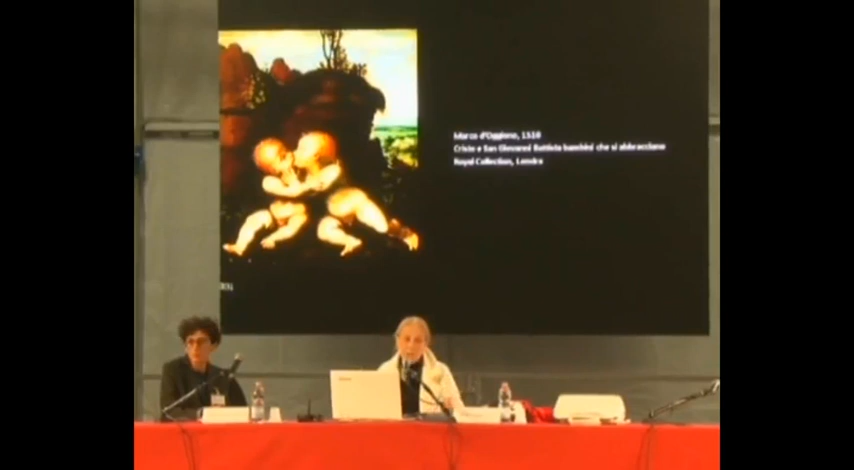 Marco d'Oggiono, 1510
Cristo e San Giovanni Battista bambini che si abbracciano
Royal Collection, Londra